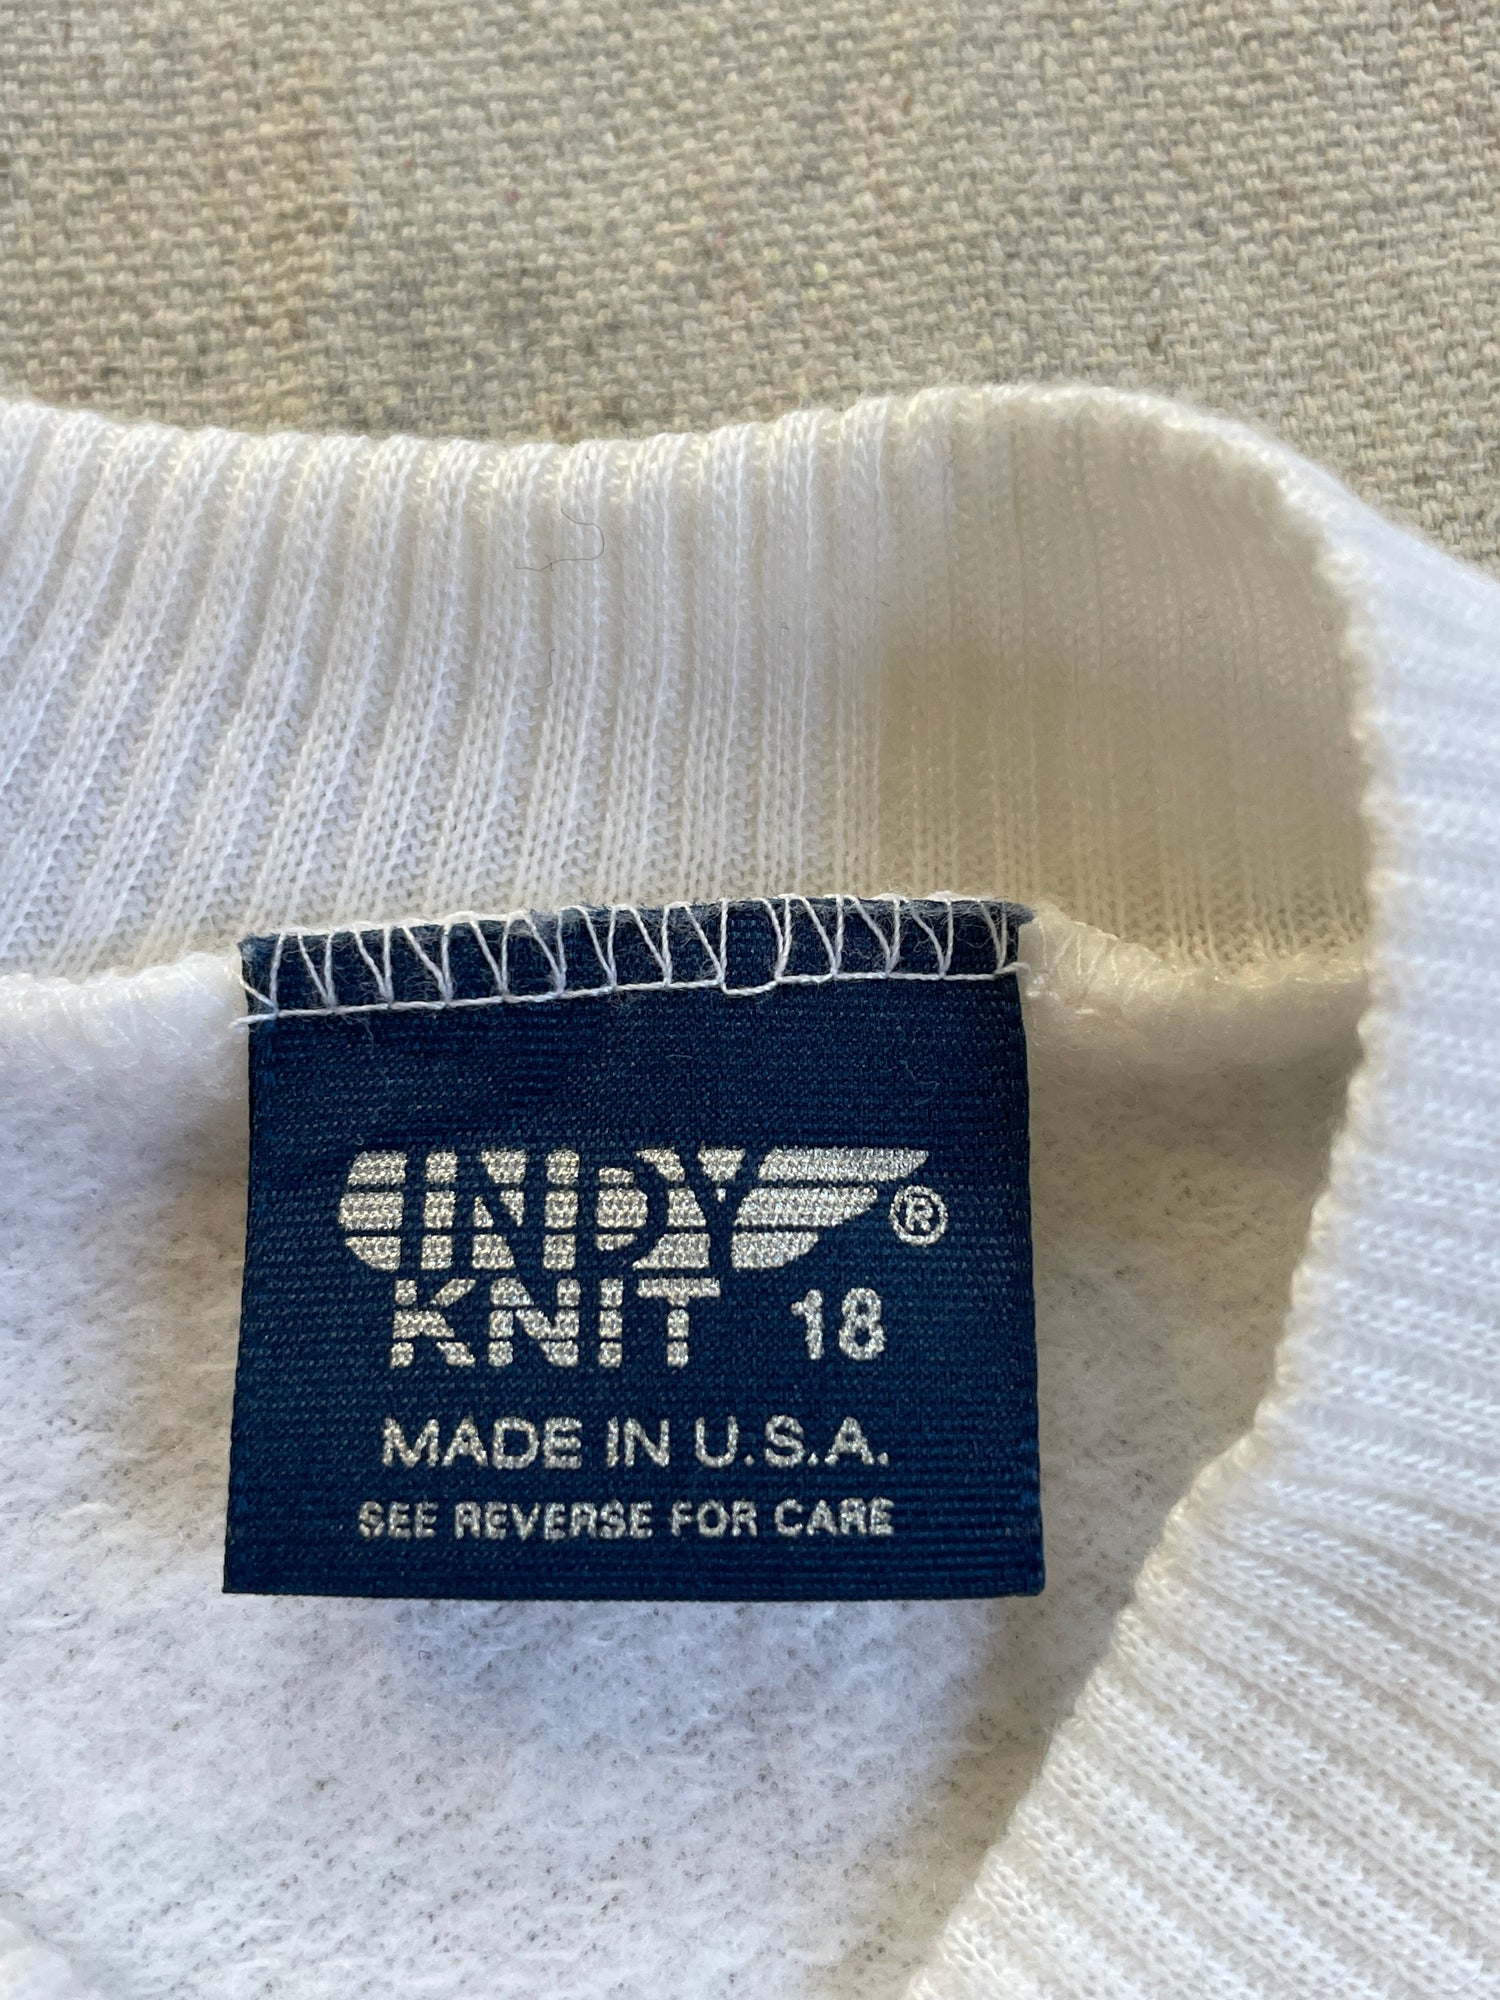 INDY ®
KNIT 18
MADE IN U.S.A.
SEE REVERSE FOR CARE